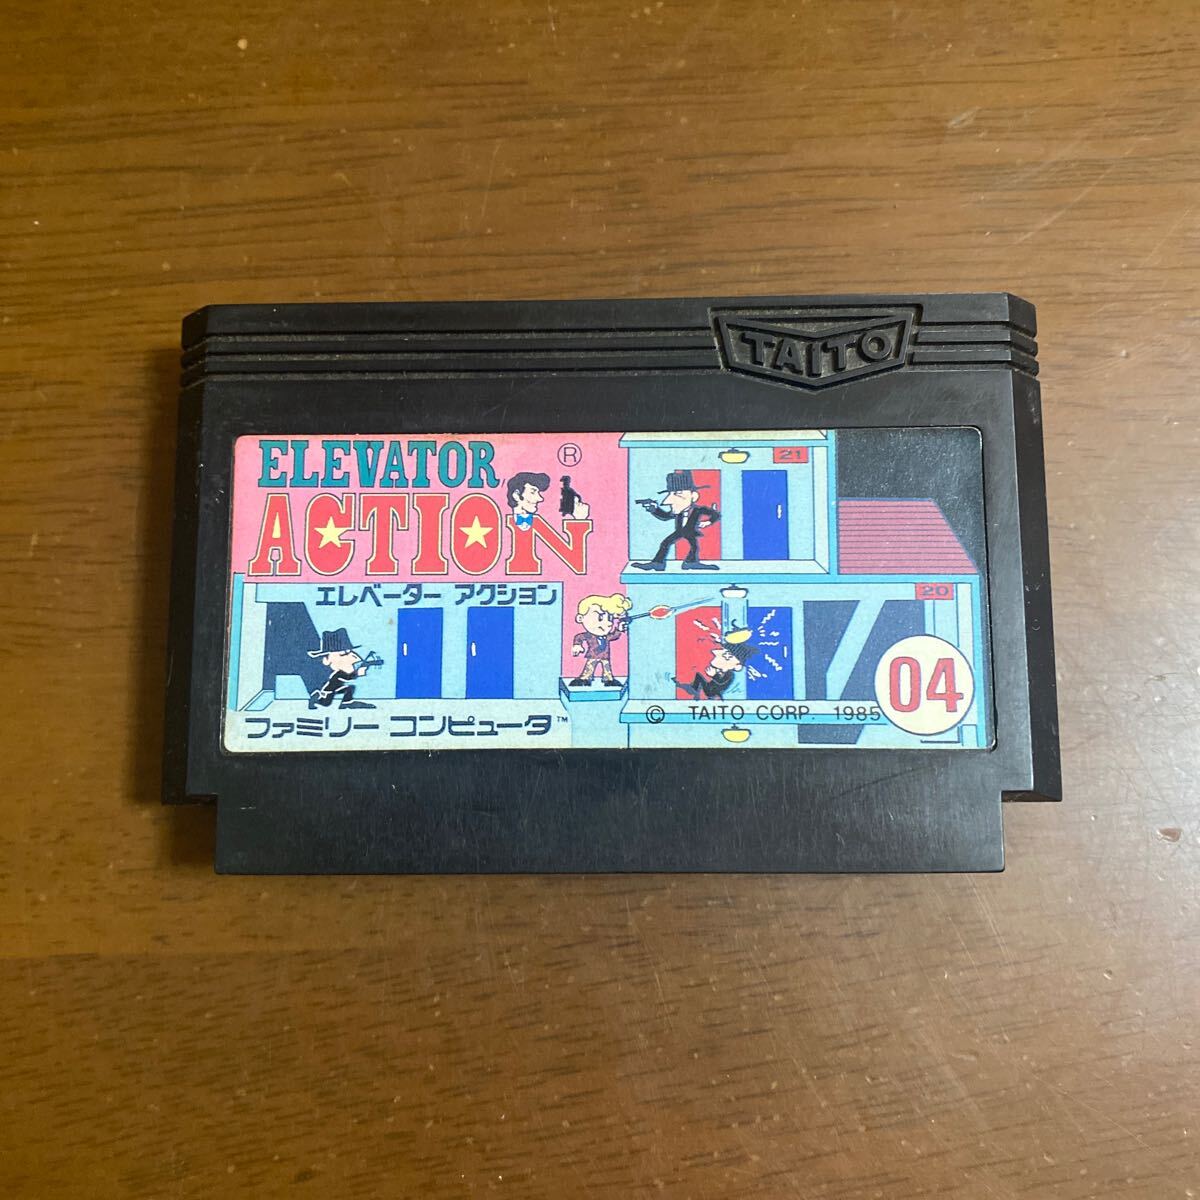 TAITO
ELEVATOR
®
ACTION
エレベーター アクション
21
20
04
© TAITO CORP. 1985
ファミリー コンピュータ™